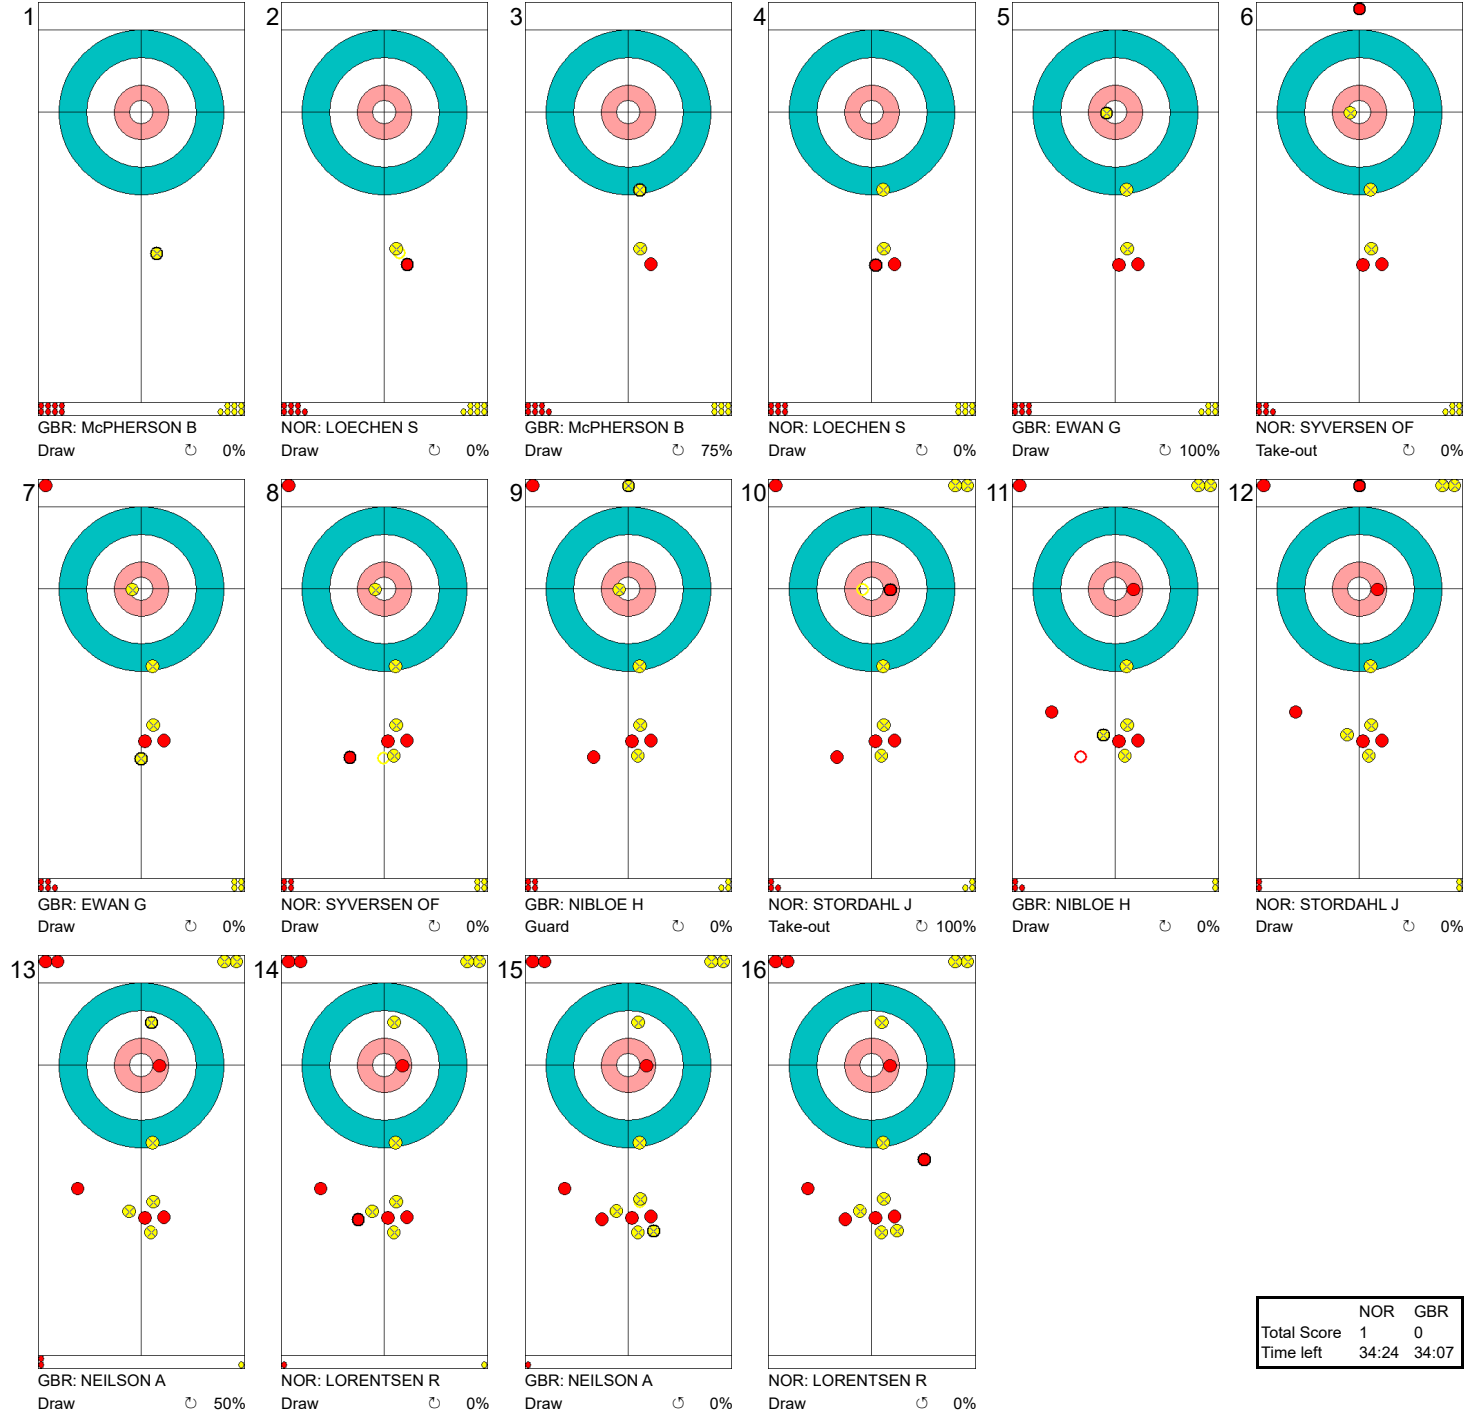 1 2 3 4 5 6
GBR: McPHERSON B NOR: LOECHEN S GBR: McPHERSON B NOR: LOECHEN S GBR: EWAN G NOR: SYVERSEN OF
Draw ↻ 0% Draw ↻ 0% Draw ↻ 75% Draw ↻ 0% Draw ↻ 100% Take-out ↻ 0%
7 8 9 10 11 12
GBR: EWAN G NOR: SYVERSEN OF GBR: NIBLOE H NOR: STORDAHL J GBR: NIBLOE H NOR: STORDAHL J
Draw ↻ 0% Draw ↻ 0% Guard ↻ 0% Take-out ↻ 100% Draw ↻ 0% Draw ↻ 0%
13 14 15 16
NOR GBR
Total Score 1 0
Time left 34:24 34:07
GBR: NEILSON A NOR: LORENTSEN R GBR: NEILSON A NOR: LORENTSEN R
Draw ↻ 50% Draw ↻ 0% Draw ↺ 0% Draw ↺ 0%